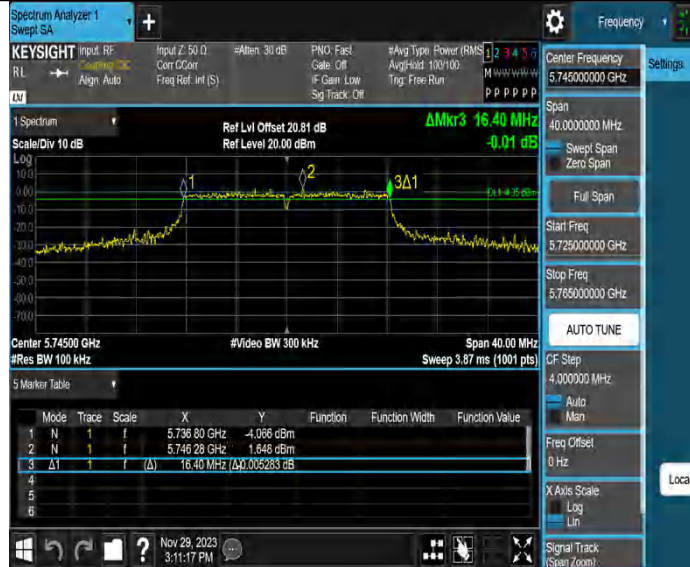 Spectrum Analyzer 1
Swept SA
+
Frequency
KEYSIGHT
RL
Input: RF
Coupling: DC
Align: Auto
Input Z: 50 Ω
Corr CCorr
Freq Ref: Int (S)
#Atten: 30 dB
PNO: Fast
Gate: Off
IF Gain: Low
Sig Track: Off
#Avg Type: Power (RMS
Avg|Hold: 100/100
Trig: Free Run
1 2 3 4 5 6
M W W W W W
P P P P P P
LXI
Center Frequency
5.745000000 GHz
Settings
Span
40.0000000 MHz
Swept Span
Zero Span
Full Span
Start Freq
5.725000000 GHz
Stop Freq
5.765000000 GHz
AUTO TUNE
CF Step
4.000000 MHz
Auto
Man
Freq Offset
0 Hz
X Axis Scale
Log
Lin
Local
Signal Track
(Span Zoom)
1 Spectrum
Scale/Div 10 dB
Ref Lvl Offset 20.81 dB
Ref Level 20.00 dBm
ΔMkr3 16.40 MHz
-0.01 dB
Log
10.0
0.00
-10.0
-20.0
-30.0
-40.0
-50.0
-60.0
-70.0
1
2
3Δ1
Center 5.74500 GHz
#Res BW 100 kHz
#Video BW 300 kHz
Span 40.00 MHz
Sweep 3.87 ms (1001 pts)
5 Marker Table
Mode Trace Scale X Y Function Function Width Function Value
1 N 1 f 5.736 80 GHz -4.066 dBm
2 N 1 f 5.746 28 GHz 1.648 dBm
3 Δ1 1 f (Δ) 16.40 MHz (Δ) 0.005283 dB
4
5
6
?
Nov 29, 2023
3:11:17 PM